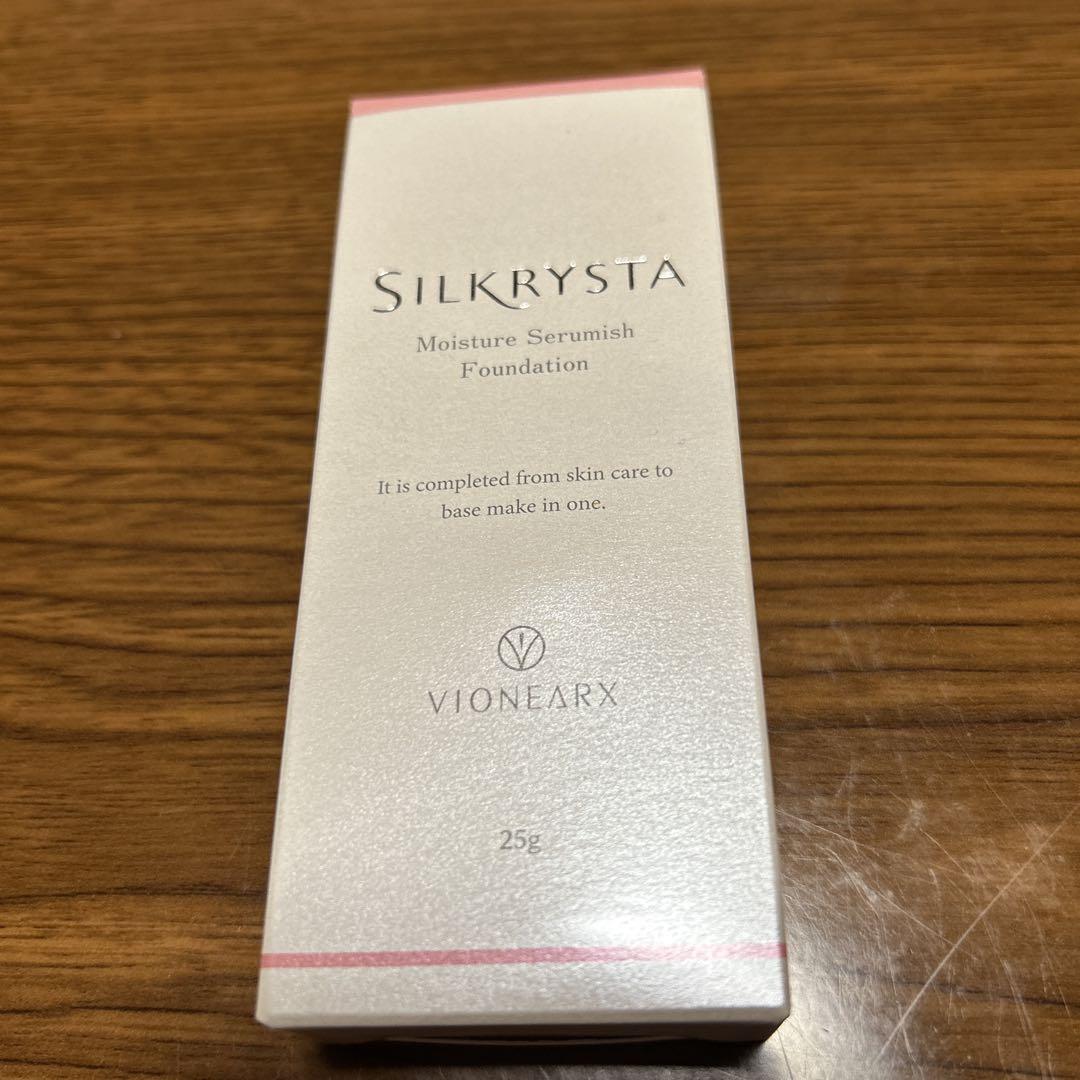 SILKRYSTA
Moisture Serumish
Foundation
It is completed from skin care to
base make in one.
VIONEARX
25g